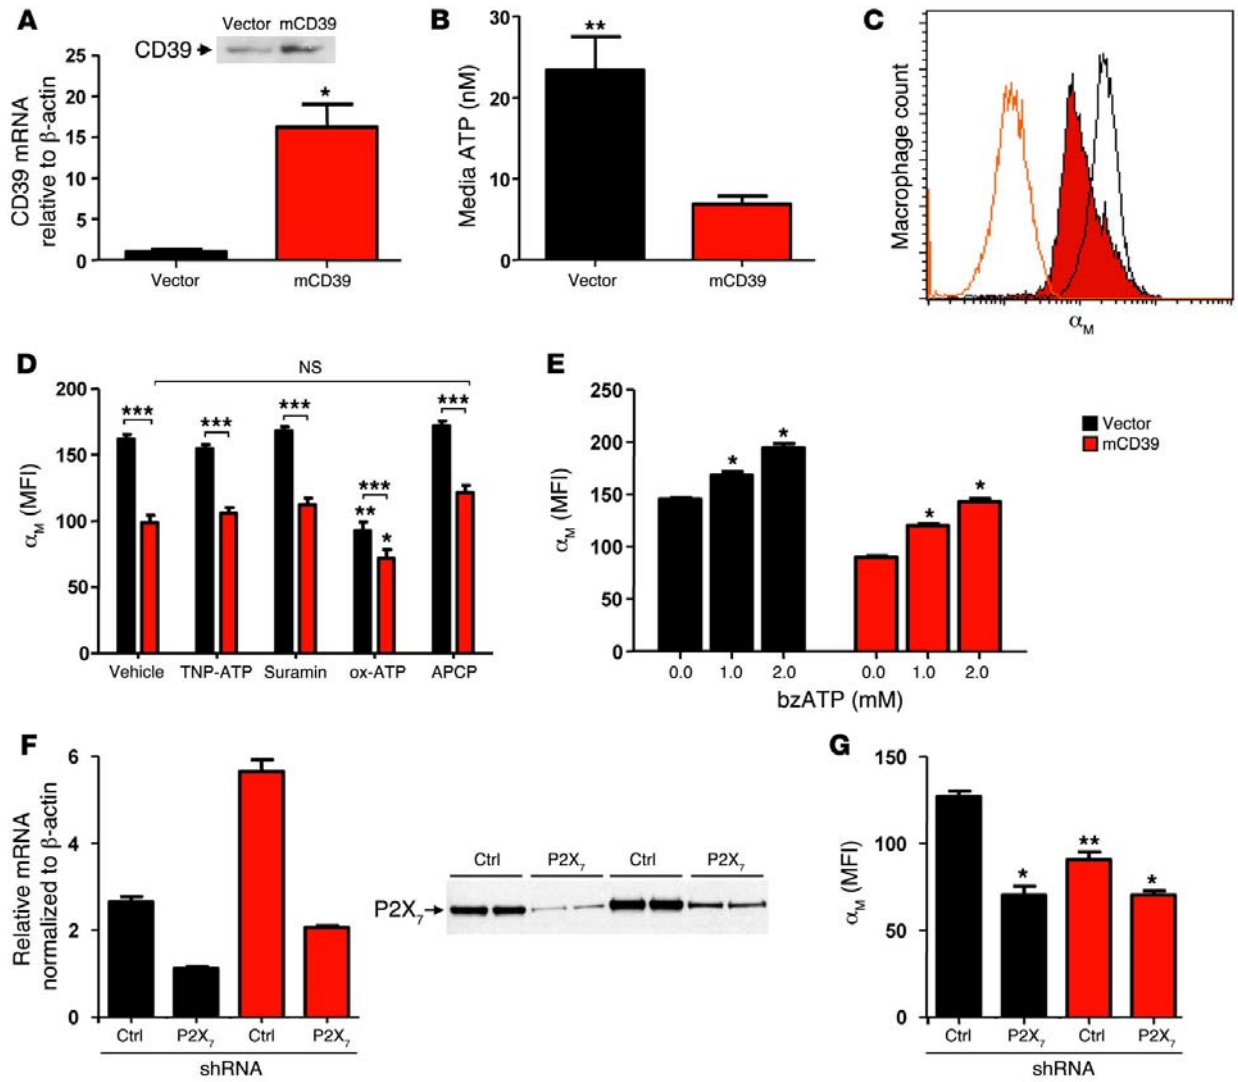 A
Vector mCD39
CD39
CD39 mRNA
relative to β-actin
25
20
15
10
5
0
*
Vector
mCD39
B
Media ATP (nM)
30
20
10
0
**
Vector
mCD39
C
Macrophage count
αM
D
NS
αM (MFI)
200
150
100
50
0
***
***
***
***
**
*
***
Vehicle
TNP-ATP
Suramin
ox-ATP
APCP
E
αM (MFI)
250
200
150
100
50
0
*
*
*
*
0.0
1.0
2.0
0.0
1.0
2.0
bzATP (mM)
Vector
mCD39
F
Relative mRNA
normalized to β-actin
6
4
2
0
Ctrl
P2X7
Ctrl
P2X7
shRNA
Ctrl
P2X7
Ctrl
P2X7
P2X7
G
αM (MFI)
150
100
50
0
*
**
*
Ctrl
P2X7
Ctrl
P2X7
shRNA